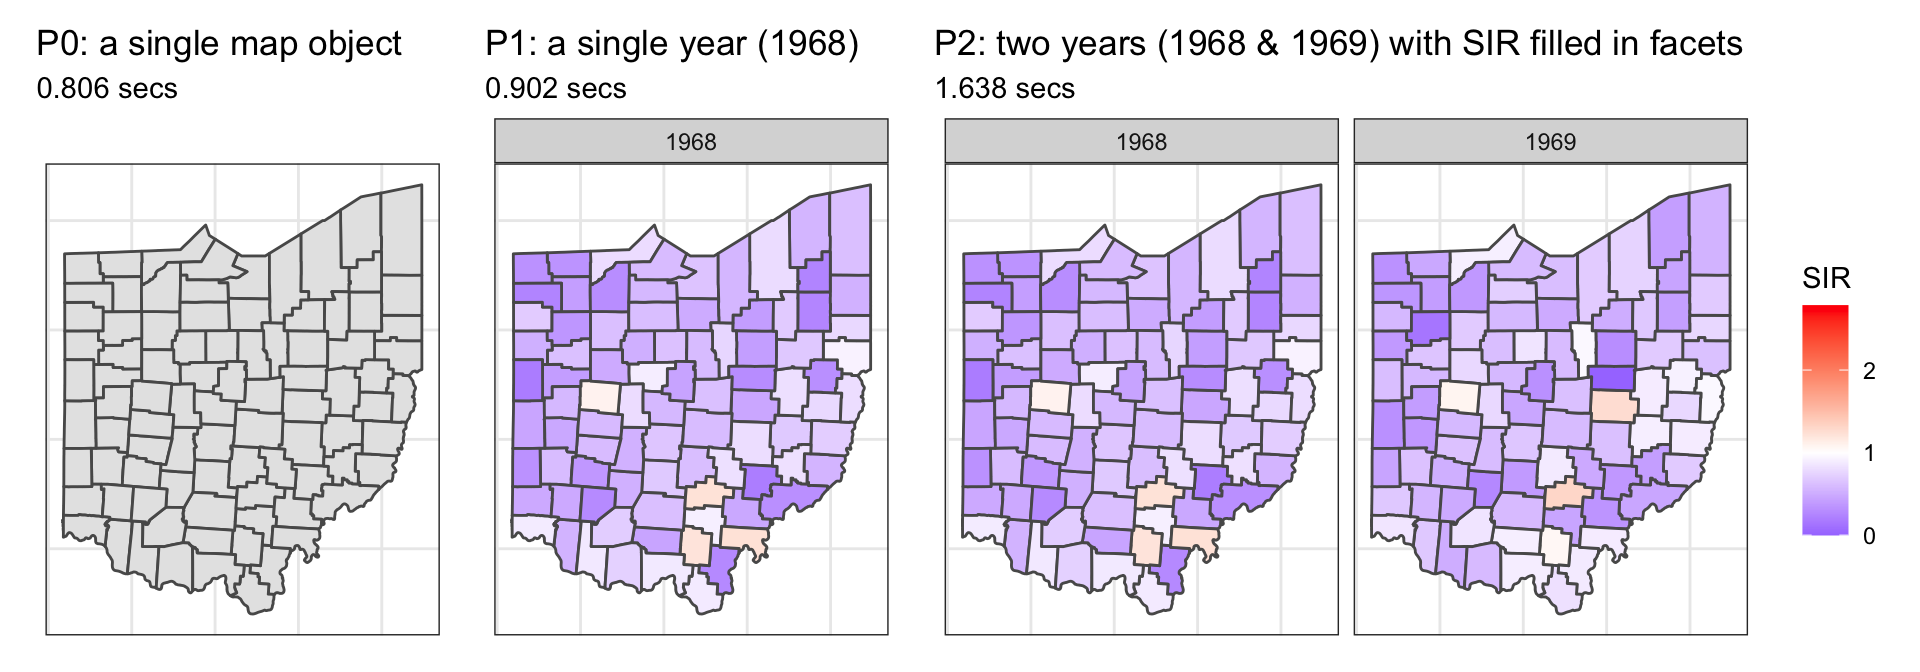 P0: a single map object
0.806 secs
P1: a single year (1968)
0.902 secs
1968
P2: two years (1968 & 1969) with SIR filled in facets
1.638 secs
1968
1969
SIR
2
1
0